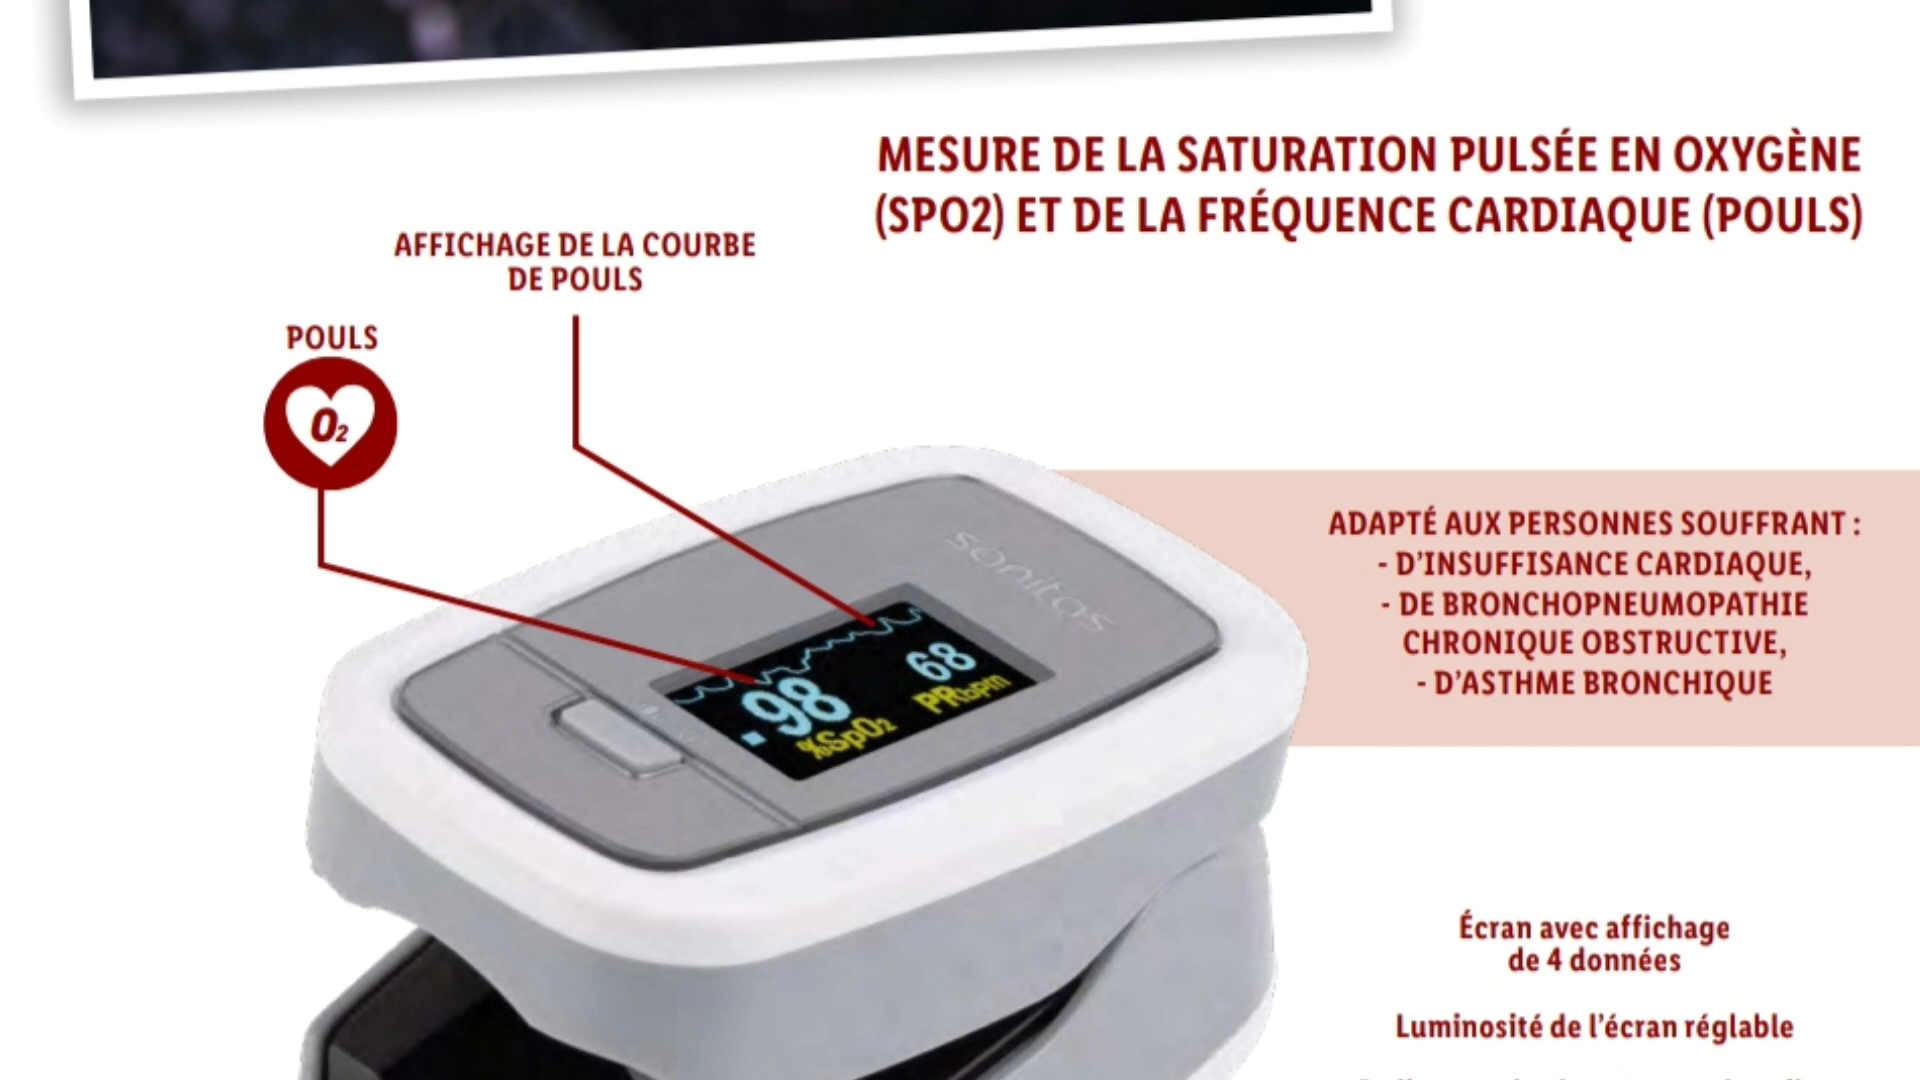 MESURE DE LA SATURATION PULSÉE EN OXYGÈNE
(SPO2) ET DE LA FRÉQUENCE CARDIAQUE (POULS)
AFFICHAGE DE LA COURBE
DE POULS
POULS
O2
sanitas
98
%SpO2
68
PRbpm
ADAPTÉ AUX PERSONNES SOUFFRANT :
- D'INSUFFISANCE CARDIAQUE,
- DE BRONCHOPNEUMOPATHIE
CHRONIQUE OBSTRUCTIVE,
- D'ASTHME BRONCHIQUE
Écran avec affichage
de 4 données
Luminosité de l'écran réglable